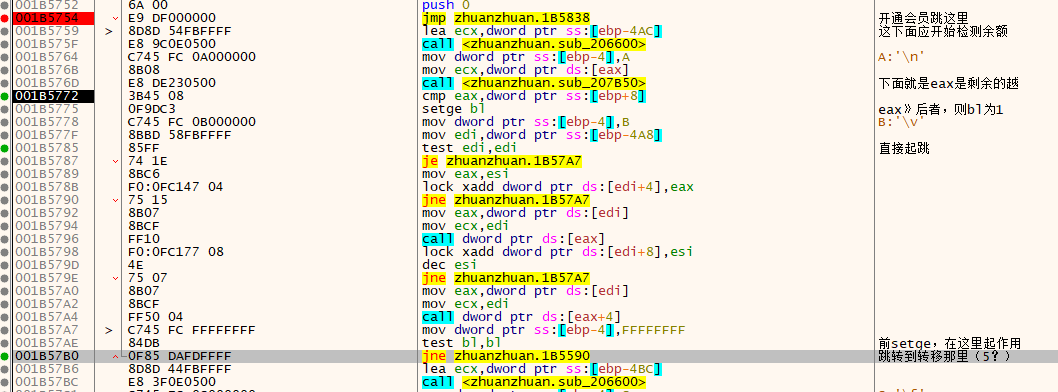 001B5752 6A 00 push 0
001B5754 E9 DF000000 jmp zhuanzhuan.1B5838 开通会员跳这里
001B5759 > 8D8D 54FBFFFF lea ecx,dword ptr ss:[ebp-4AC] 这下面应开始检测余额
001B575F E8 9C0E0500 call <zhuanzhuan.sub_206600>
001B5764 C745 FC 0A000000 mov dword ptr ss:[ebp-4],A A:'\n'
001B576B 8B08 mov ecx,dword ptr ds:[eax]
001B576D E8 DE230500 call <zhuanzhuan.sub_207B50> 下面就是eax是剩余的越
001B5772 3B45 08 cmp eax,dword ptr ss:[ebp+8]
001B5775 0F9DC3 setge bl eax》后者，则bl为1
001B5778 C745 FC 0B000000 mov dword ptr ss:[ebp-4],B B:'\v'
001B577F 8BBD 58FBFFFF mov edi,dword ptr ss:[ebp-4A8]
001B5785 85FF test edi,edi 直接起跳
001B5787 74 1E je zhuanzhuan.1B57A7
001B5789 8BC6 mov eax,esi
001B578B F0:0FC147 04 lock xadd dword ptr ds:[edi+4],eax
001B5790 75 15 jne zhuanzhuan.1B57A7
001B5792 8B07 mov eax,dword ptr ds:[edi]
001B5794 8BCF mov ecx,edi
001B5796 FF10 call dword ptr ds:[eax]
001B5798 F0:0FC177 08 lock xadd dword ptr ds:[edi+8],esi
001B579D 4E dec esi
001B579E 75 07 jne zhuanzhuan.1B57A7
001B57A0 8B07 mov eax,dword ptr ds:[edi]
001B57A2 8BCF mov ecx,edi
001B57A4 FF50 04 call dword ptr ds:[eax+4]
001B57A7 > C745 FC FFFFFFFF mov dword ptr ss:[ebp-4],FFFFFFFF
001B57AE 84DB test bl,bl 前setge，在这里起作用
001B57B0 0F85 DAFDFFFF jne zhuanzhuan.1B5590 跳转到转移那里（5？）
001B57B6 8D8D 44FBFFFF lea ecx,dword ptr ss:[ebp-4BC]
001B57BC E8 3F0E0500 call <zhuanzhuan.sub_206600>